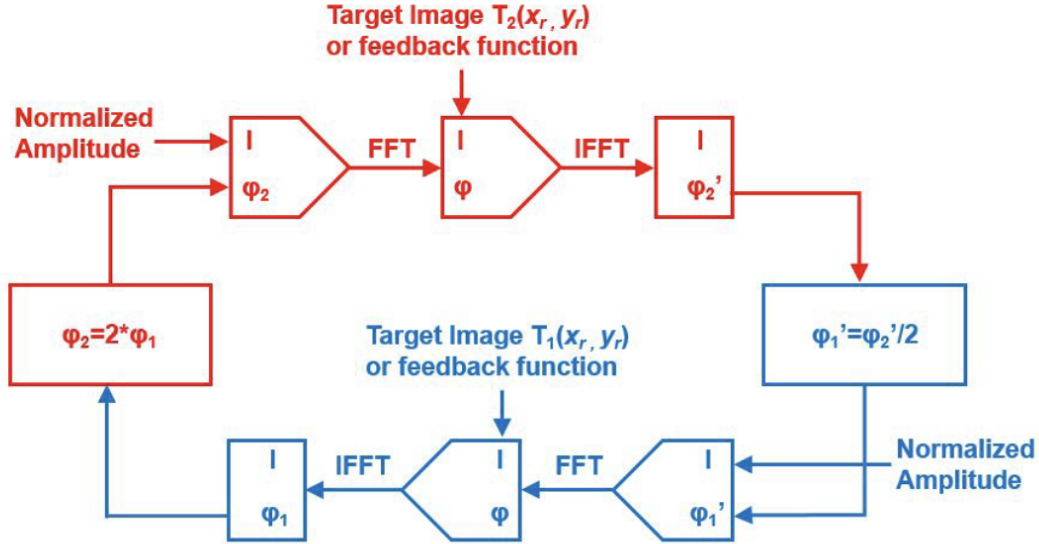 Target Image T₂(xᵣ, yᵣ)
or feedback function
Normalized
Amplitude
I
φ₂
FFT
I
φ
IFFT
I
φ₂’
φ₂=2*φ₁
φ₁’=φ₂’/2
Target Image T₁(xᵣ, yᵣ)
or feedback function
I
φ₁
IFFT
I
φ
FFT
I
φ₁’
Normalized
Amplitude